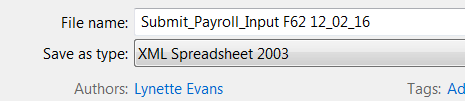 File name: Submit_Payroll_Input F62 12_02_16
Save as type: XML Spreadsheet 2003
Authors: Lynette Evans Tags: Ad